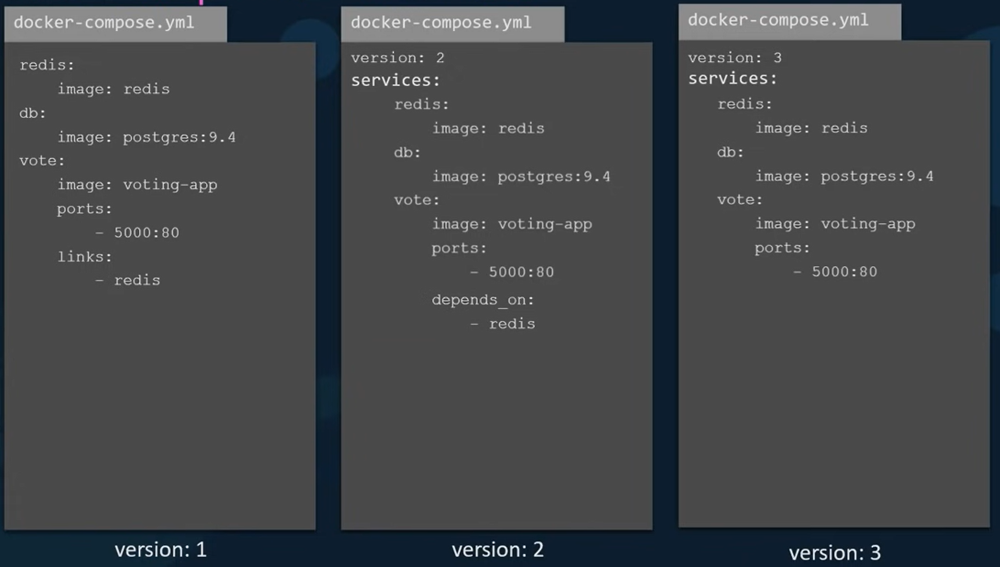 docker-compose.yml
redis:
    image: redis
db:
    image: postgres:9.4
vote:
    image: voting-app
    ports:
        - 5000:80
    links:
        - redis
version: 1
docker-compose.yml
version: 2
services:
    redis:
        image: redis
    db:
        image: postgres:9.4
    vote:
        image: voting-app
        ports:
            - 5000:80
        depends_on:
            - redis
version: 2
docker-compose.yml
version: 3
services:
    redis:
        image: redis
    db:
        image: postgres:9.4
    vote:
        image: voting-app
        ports:
            - 5000:80
version: 3